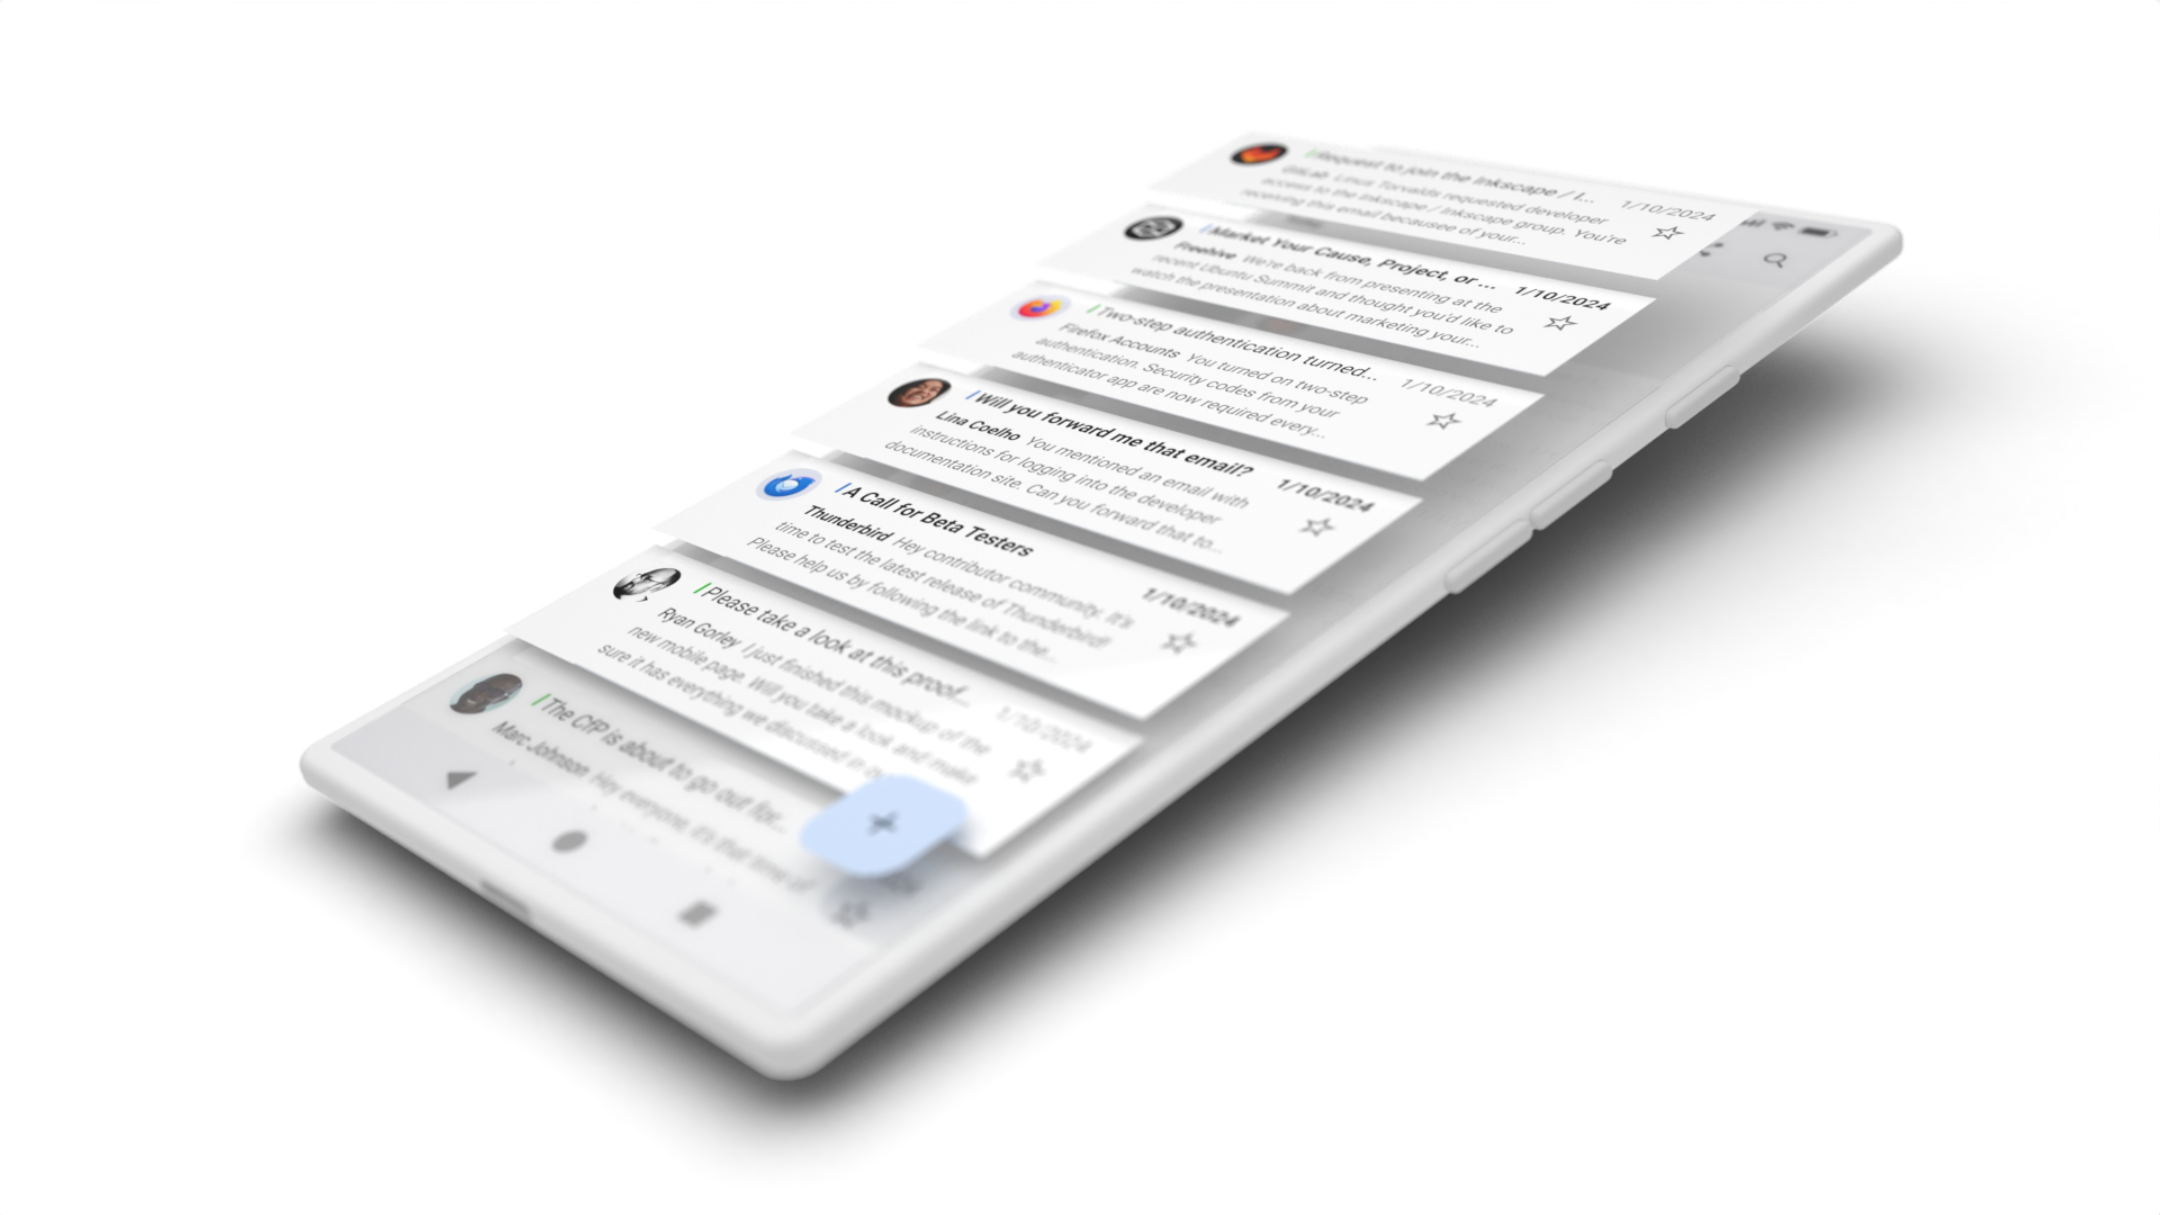 Request to join the Inkscape / I...
1/10/2024
GitLab Linus Torvalds requested developer
access to the Inkscape / Inkscape group. You're
receiving this email becausee of your...
Market Your Cause, Project, or ...
1/10/2024
Freehive We're back from presenting at the
recent Ubuntu Summit and thought you'd like to
watch the presentation about marketing your...
Two-step authentication turned...
1/10/2024
Firefox Accounts You turned on two-step
authentication. Security codes from your
authenticator app are now required every...
Will you forward me that email?
1/10/2024
Lina Coelho You mentioned an email with
instructions for logging into the developer
documentation site. Can you forward that to...
A Call for Beta Testers
1/10/2024
Thunderbird Hey contributor community. It's
time to test the latest release of Thunderbird!
Please help us by following the link to the...
Please take a look at this proof...
1/10/2024
Ryan Gorley I just finished this mockup of the
new mobile page. Will you take a look and make
sure it has everything we discussed in
The CfP is about to go out for...
Marc Johnson Hey everyone, it's that time of